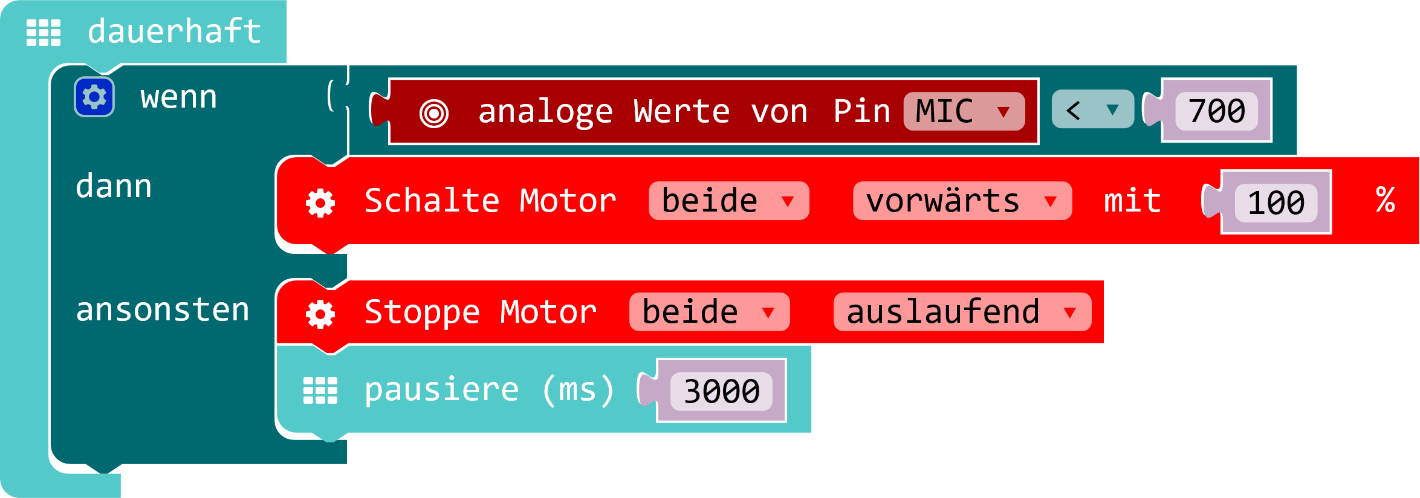 dauerhaft
wenn analoge Werte von Pin MIC < 700
dann Schalte Motor beide vorwärts mit 100 %
ansonsten Stoppe Motor beide auslaufend
pausiere (ms) 3000